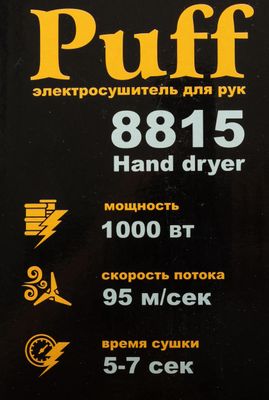 Puff
электросушитель для рук
8815
Hand dryer
мощность
1000 вт
скорость потока
95 м/сек
время сушки
5-7 сек